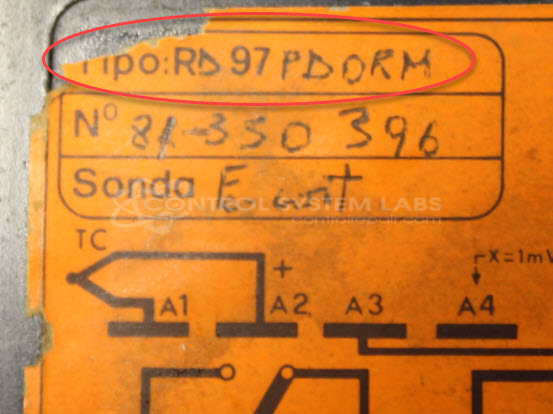 Tipo: RD 97 PDORM
Nº 81-350 396
Sonda E cnt
CONTROL SYSTEM LABS
controlrepair.com
TC
+
X=1mV
A1 A2 A3 A4